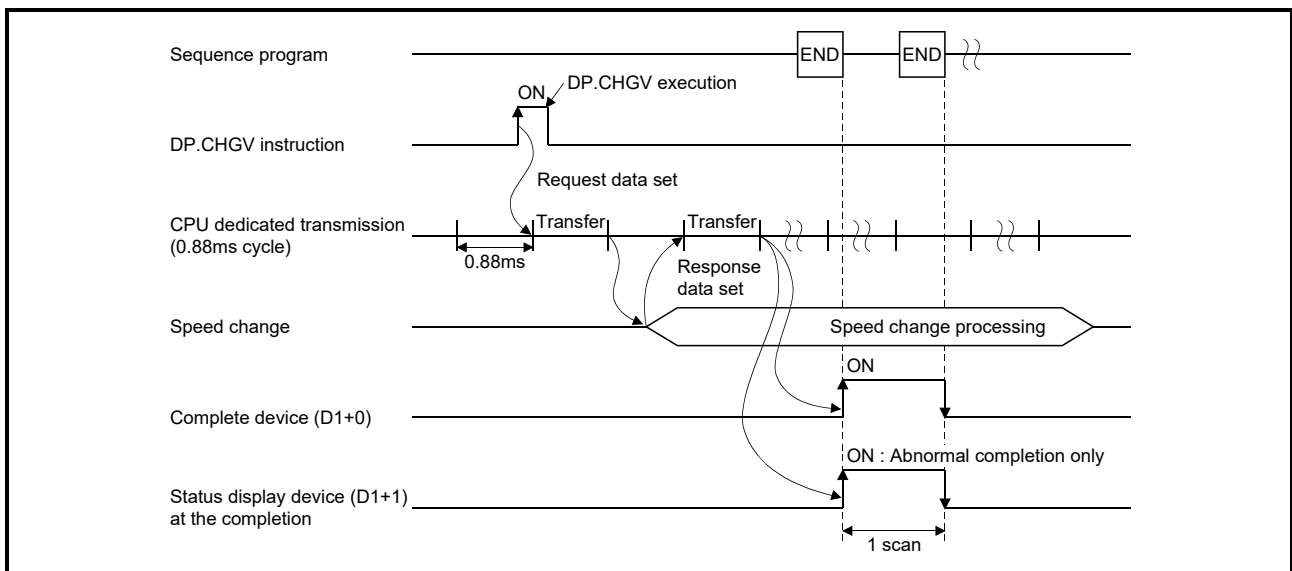 Sequence program
END
END
ON
DP.CHGV execution
DP.CHGV instruction
Request data set
CPU dedicated transmission
(0.88ms cycle)
Transfer
Transfer
0.88ms
Response
data set
Speed change
Speed change processing
ON
Complete device (D1+0)
ON : Abnormal completion only
Status display device (D1+1)
at the completion
1 scan